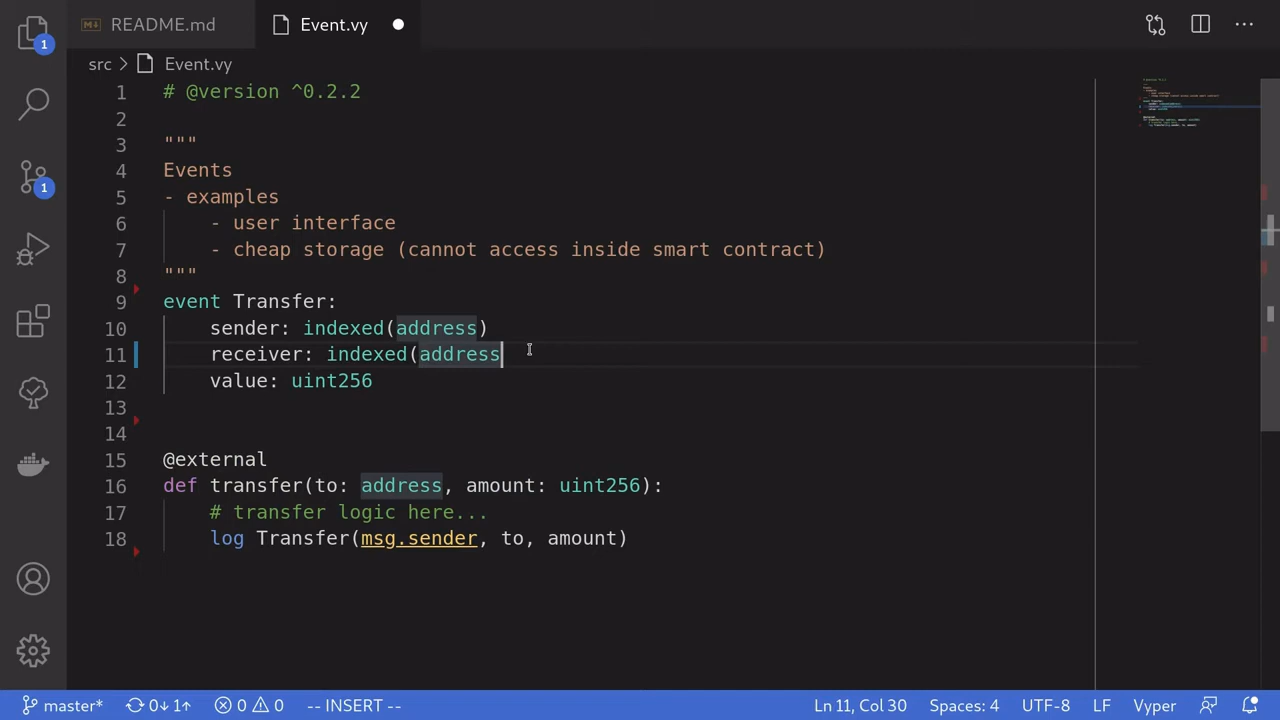 README.md
Event.vy
src > Event.vy
1
1
1 # @version ^0.2.2
2
3 """
4 Events
5 - examples
6 - user interface
7 - cheap storage (cannot access inside smart contract)
8 """
9 event Transfer:
10 sender: indexed(address)
11 receiver: indexed(address
12 value: uint256
13
14
15 @external
16 def transfer(to: address, amount: uint256):
17 # transfer logic here...
18 log Transfer(msg.sender, to, amount)
master* 0↓ 1↑ 0 0 -- INSERT -- Ln 11, Col 30 Spaces: 4 UTF-8 LF Vyper